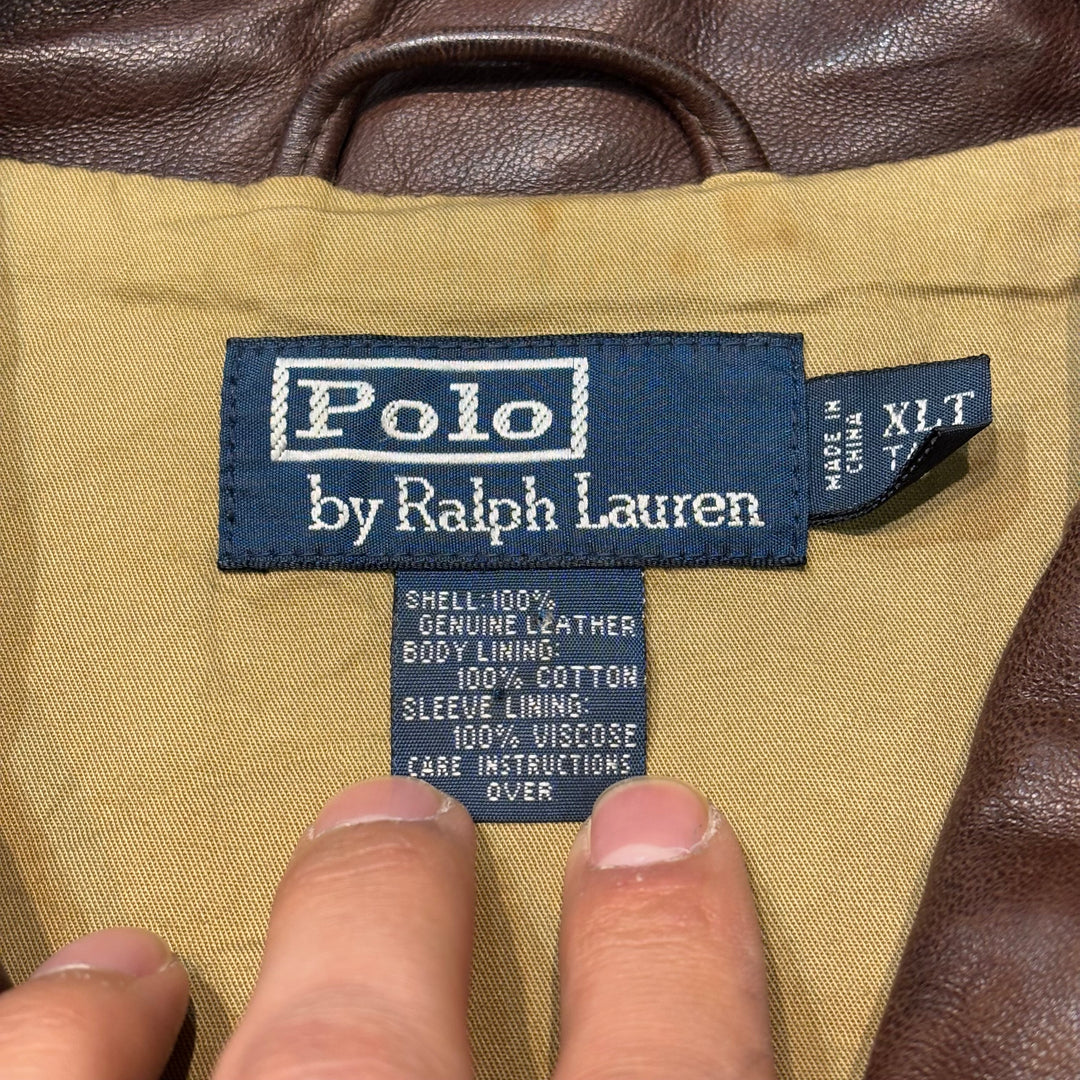 Polo
by Ralph Lauren
MADE IN
CHINA
XLT
SHELL:100%
GENUINE LEATHER
BODY LINING:
100% COTTON
SLEEVE LINING:
100% VISCOSE
CARE INSTRUCTIONS
OVER